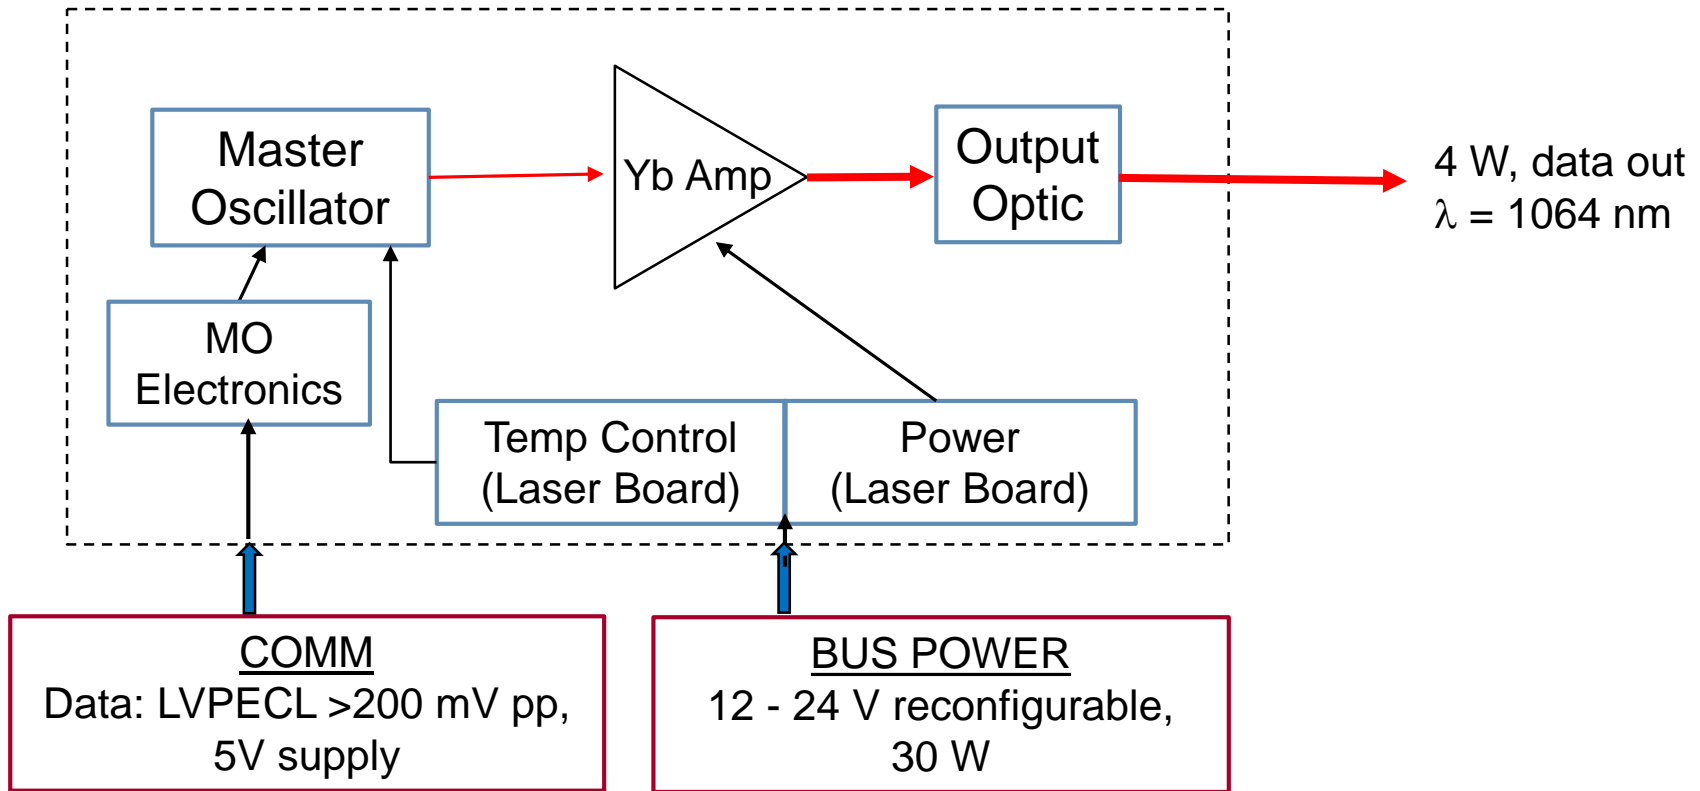 Master
Oscillator
Yb Amp
Output
Optic
4 W, data out
λ = 1064 nm
MO
Electronics
Temp Control
(Laser Board)
Power
(Laser Board)
COMM
Data: LVPECL >200 mV pp,
5V supply
BUS POWER
12 - 24 V reconfigurable,
30 W